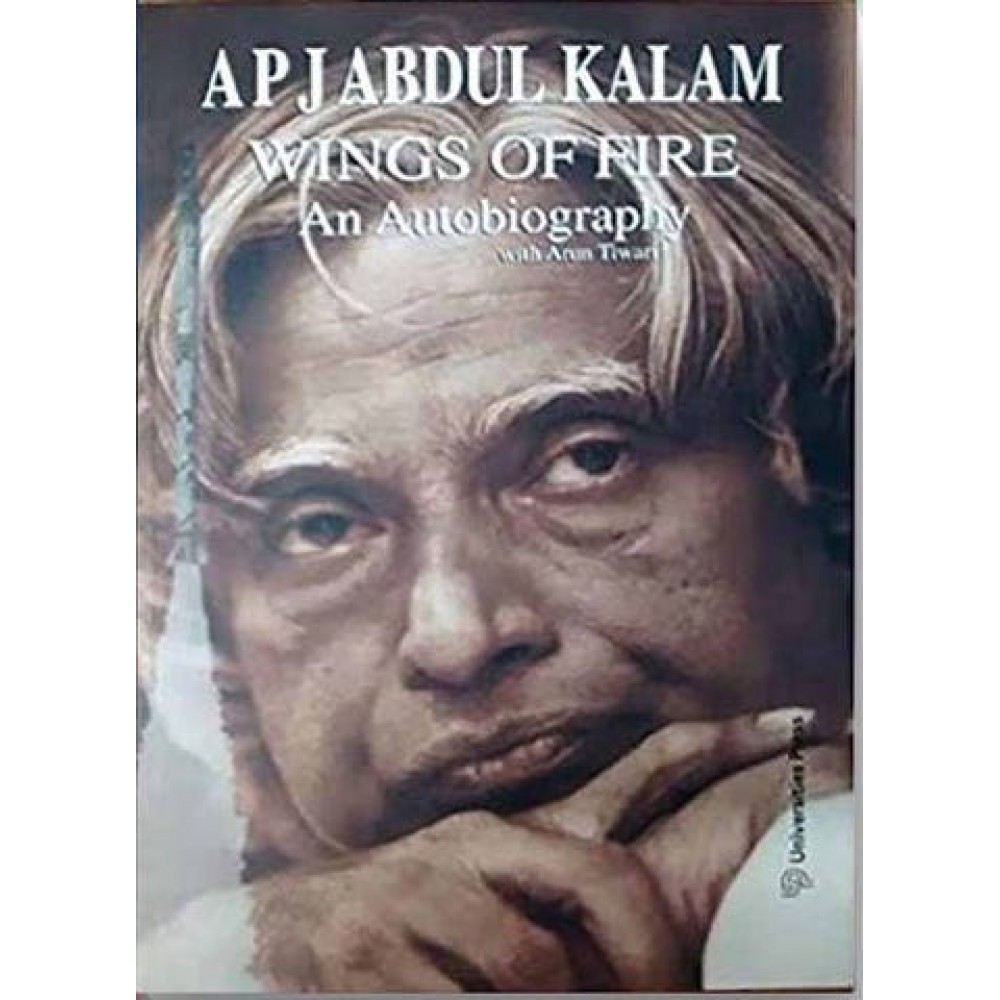 A P J ABDUL KALAM
WINGS OF FIRE
An Autobiography
with Arun Tiwari
Universities Press